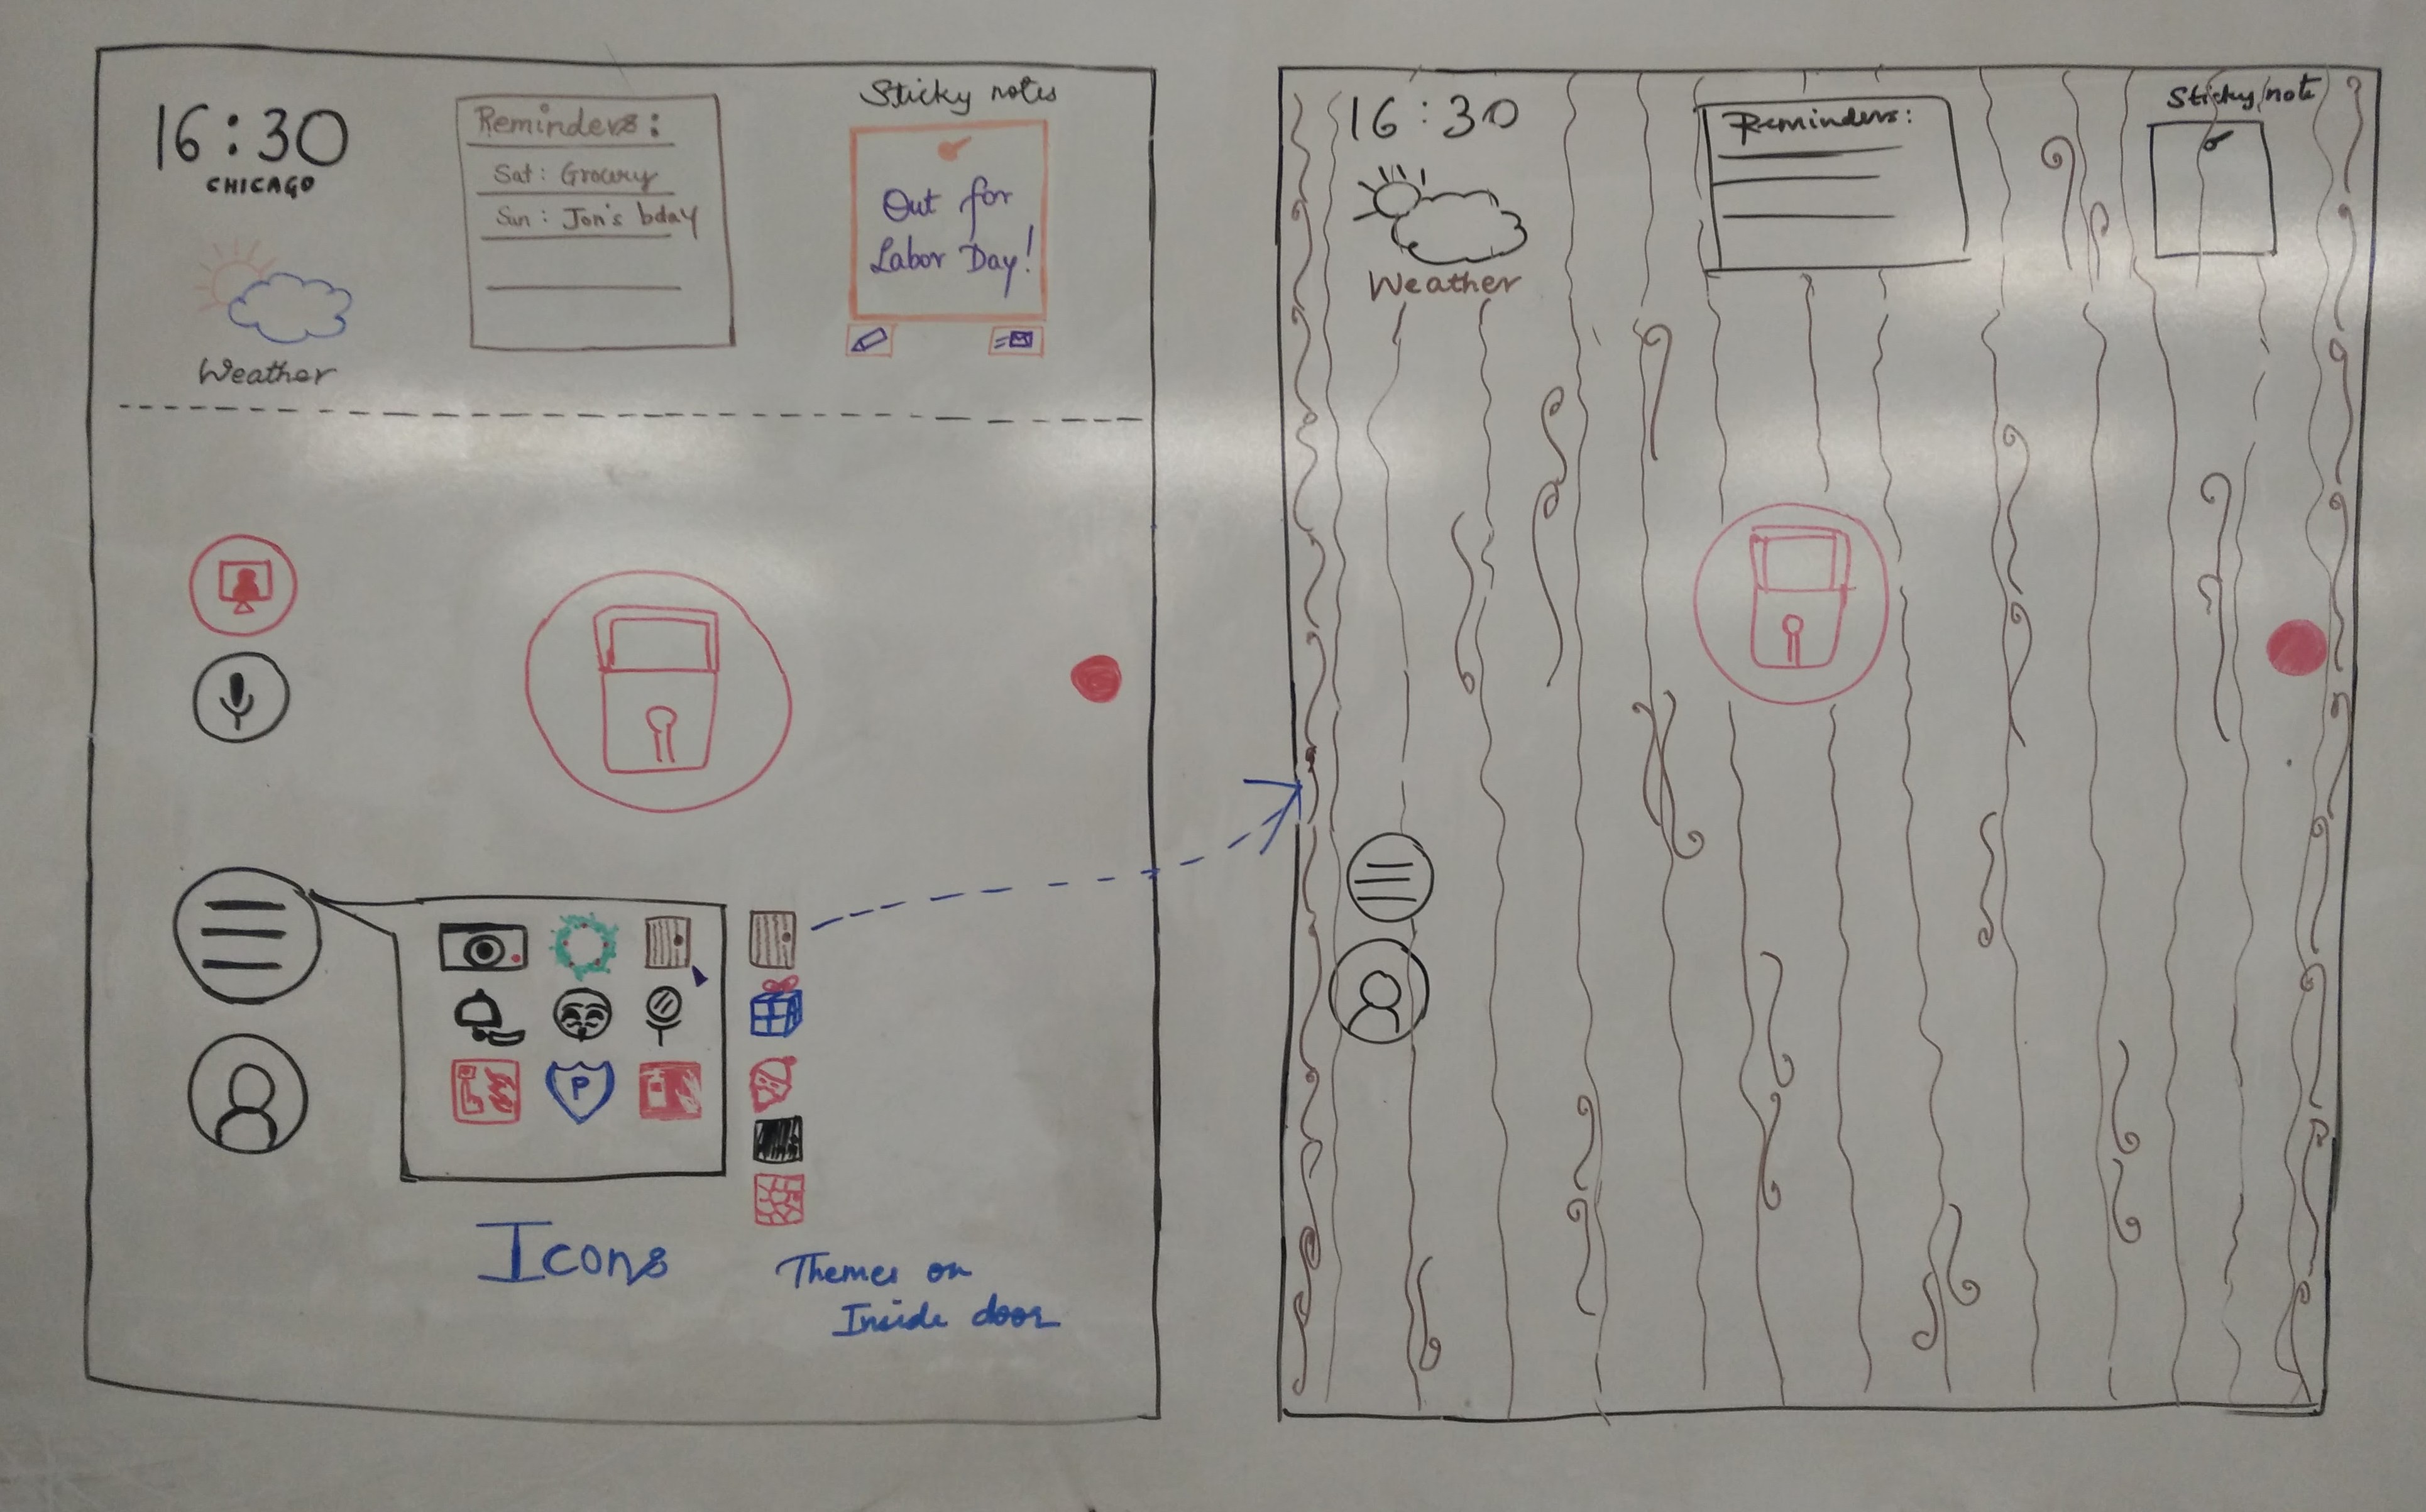 16:30
CHICAGO
Weather
Reminders:
Sat: Grocery
Sun: Jon's bday
Sticky notes
Out for
Labor Day!
P
Icons
Themes on
Inside door
16:30
Weather
Reminders:
Sticky note